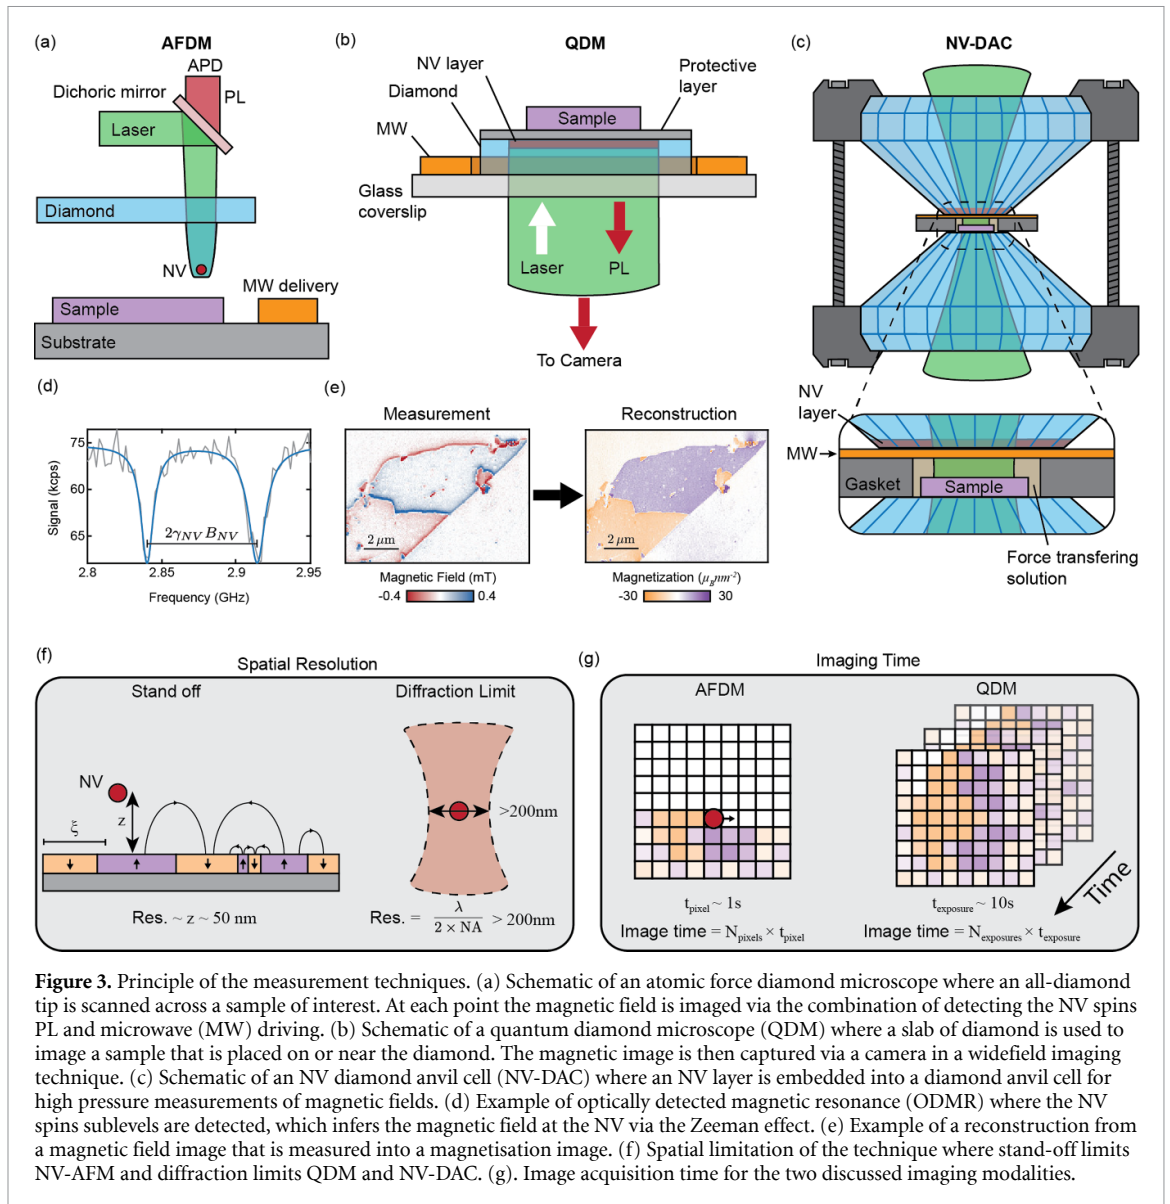 (a)
AFDM
APD
Dichoric mirror
PL
Laser
Diamond
NV
MW delivery
Sample
Substrate
(b)
QDM
NV layer
Protective
layer
Diamond
Sample
MW
Glass
coverslip
Laser
PL
To Camera
(c)
NV-DAC
NV
layer
MW
Gasket
Sample
Force transfering
solution
(d)
Signal (kcps)
75
60
65
2γNV BNV
2.8
2.85
2.9
2.95
Frequency (GHz)
(e)
Measurement
Reconstruction
2 μm
2 μm
Magnetic Field (mT)
-0.4
0.4
Magnetization (μBnm-2)
-30
30
(f)
Spatial Resolution
Stand off
Diffraction Limit
NV
ξ
z
>200nm
Res. ~ z ~ 50 nm
Res. = λ / 2 × NA > 200nm
(g)
Imaging Time
AFDM
QDM
Time
tpixel ~ 1s
texposure ~ 10s
Image time = Npixels × tpixel
Image time = Nexposures × texposure
Figure 3. Principle of the measurement techniques. (a) Schematic of an atomic force diamond microscope where an all-diamond
tip is scanned across a sample of interest. At each point the magnetic field is imaged via the combination of detecting the NV spins
PL and microwave (MW) driving. (b) Schematic of a quantum diamond microscope (QDM) where a slab of diamond is used to
image a sample that is placed on or near the diamond. The magnetic image is then captured via a camera in a widefield imaging
technique. (c) Schematic of an NV diamond anvil cell (NV-DAC) where an NV layer is embedded into a diamond anvil cell for
high pressure measurements of magnetic fields. (d) Example of optically detected magnetic resonance (ODMR) where the NV
spins sublevels are detected, which infers the magnetic field at the NV via the Zeeman effect. (e) Example of a reconstruction from
a magnetic field image that is measured into a magnetisation image. (f) Spatial limitation of the technique where stand-off limits
NV-AFM and diffraction limits QDM and NV-DAC. (g). Image acquisition time for the two discussed imaging modalities.